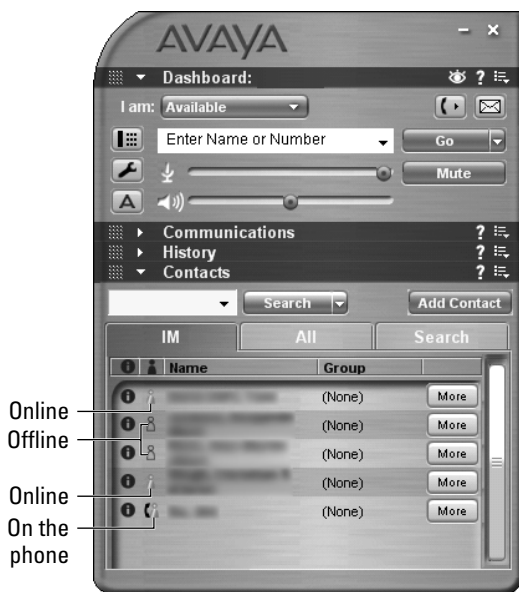 AVAYA
Dashboard: ?
I am: Available
Enter Name or Number Go
Mute
A
Communications ?
History ?
Contacts ?
Search Add Contact
IM All Search
Name Group
Online (None) More
Offline (None) More
(None) More
Online (None) More
On the phone (None) More